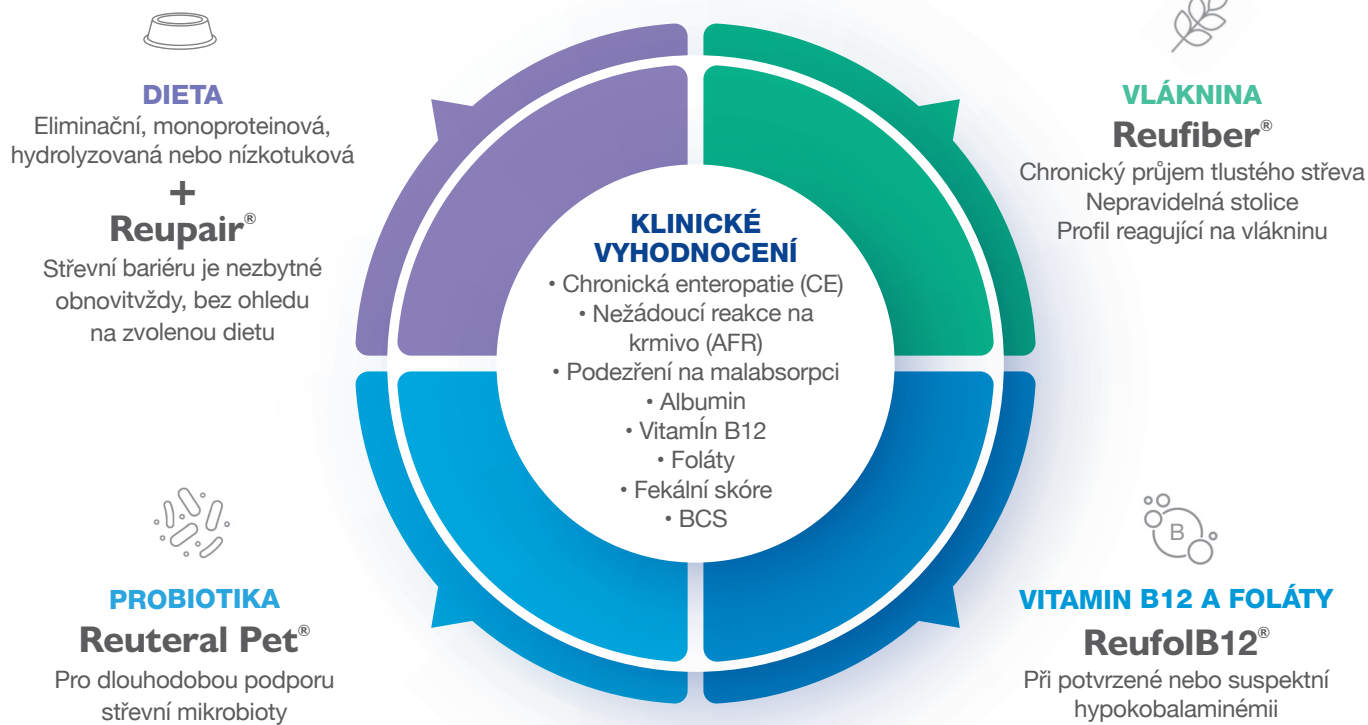 DIETA
Eliminační, monoproteinová,
hydrolyzovaná nebo nízkotuková
+
Reupair®
Střevní bariéru je nezbytné
obnovitvždy, bez ohledu
na zvolenou dietu
VLÁKNINA
Reufiber®
Chronický průjem tlustého střeva
Nepravidelná stolice
Profil reagující na vlákninu
KLINICKÉ
VYHODNOCENÍ
• Chronická enteropatie (CE)
• Nežádoucí reakce na
krmivo (AFR)
• Podezření na malabsorpci
• Albumin
• VitamÍn B12
• Foláty
• Fekální skóre
• BCS
PROBIOTIKA
Reuteral Pet®
Pro dlouhodobou podporu
střevní mikrobioty
B
VITAMIN B12 A FOLÁTY
ReufolB12®
Při potvrzené nebo suspektní
hypokobalaminémii